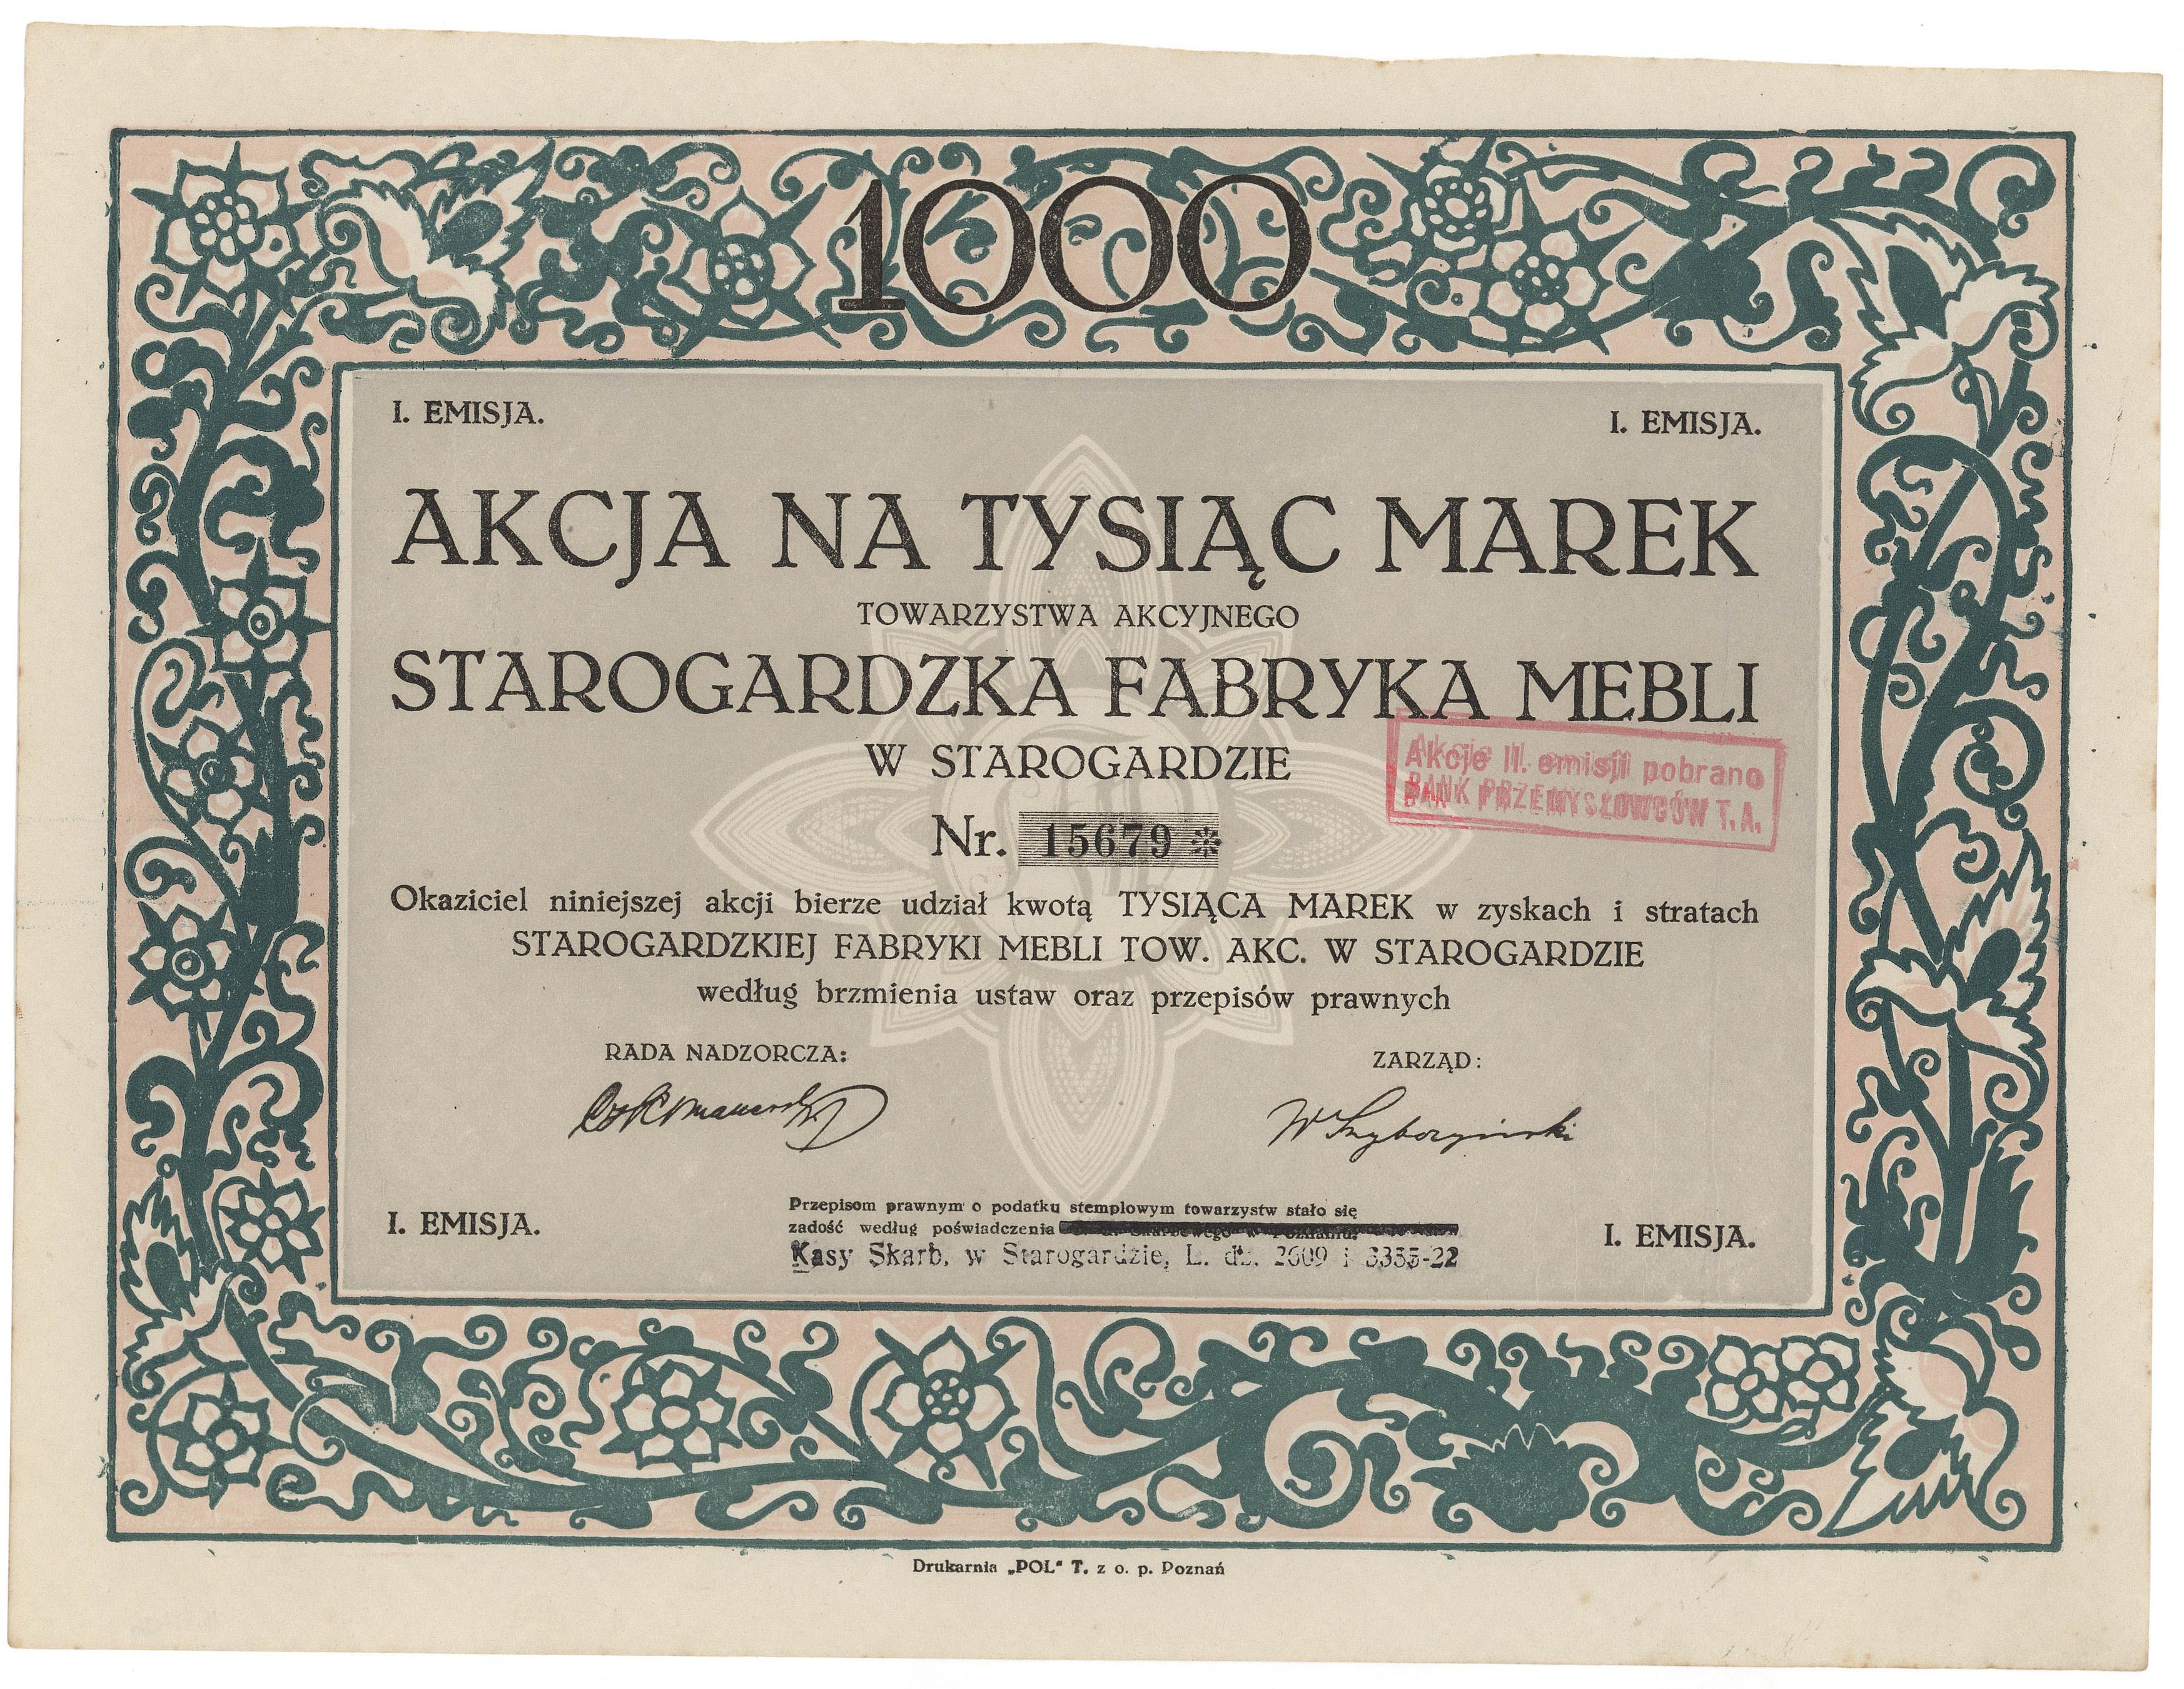 1000
I. EMISJA. I. EMISJA.
AKCJA NA TYSIĄC MAREK
TOWARZYSTWA AKCYJNEGO
STAROGARDZKA FABRYKA MEBLI
W STAROGARDZIE
Akcje II. emisji pobrano
BANK PRZEMYSŁOWCÓW T.A.
Nr. 15679 *
Okaziciel niniejszej akcji bierze udział kwotą TYSIĄCA MAREK w zyskach i stratach
STAROGARDZKIEJ FABRYKI MEBLI TOW. AKC. W STAROGARDZIE
według brzmienia ustaw oraz przepisów prawnych
RADA NADZORCZA: ZARZĄD:
Przepisom prawnym o podatku stemplowym towarzystw stało się
zadość według poświadczenia
Kasy Skarb. w Starogardzie, L. dz. 2609 i 3355-22
I. EMISJA. I. EMISJA.
Drukarnia „POL“ T. z o. p. Poznań